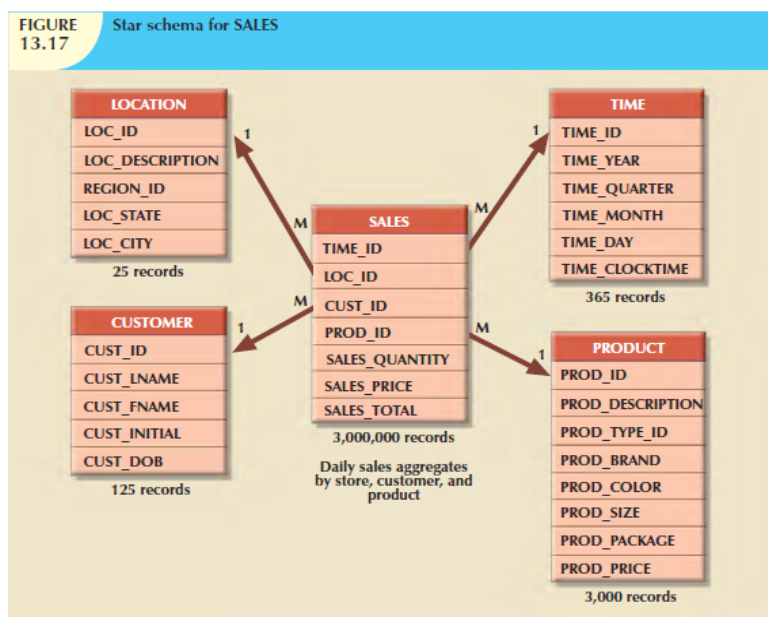 FIGURE
13.17
Star schema for SALES
LOCATION
LOC_ID
LOC_DESCRIPTION
REGION_ID
LOC_STATE
LOC_CITY
25 records
1
M
TIME
TIME_ID
TIME_YEAR
TIME_QUARTER
TIME_MONTH
TIME_DAY
TIME_CLOCKTIME
365 records
1
M
SALES
TIME_ID
LOC_ID
CUST_ID
PROD_ID
SALES_QUANTITY
SALES_PRICE
SALES_TOTAL
3,000,000 records
Daily sales aggregates
by store, customer, and
product
CUSTOMER
CUST_ID
CUST_LNAME
CUST_FNAME
CUST_INITIAL
CUST_DOB
125 records
1
M
PRODUCT
PROD_ID
PROD_DESCRIPTION
PROD_TYPE_ID
PROD_BRAND
PROD_COLOR
PROD_SIZE
PROD_PACKAGE
PROD_PRICE
3,000 records
1
M